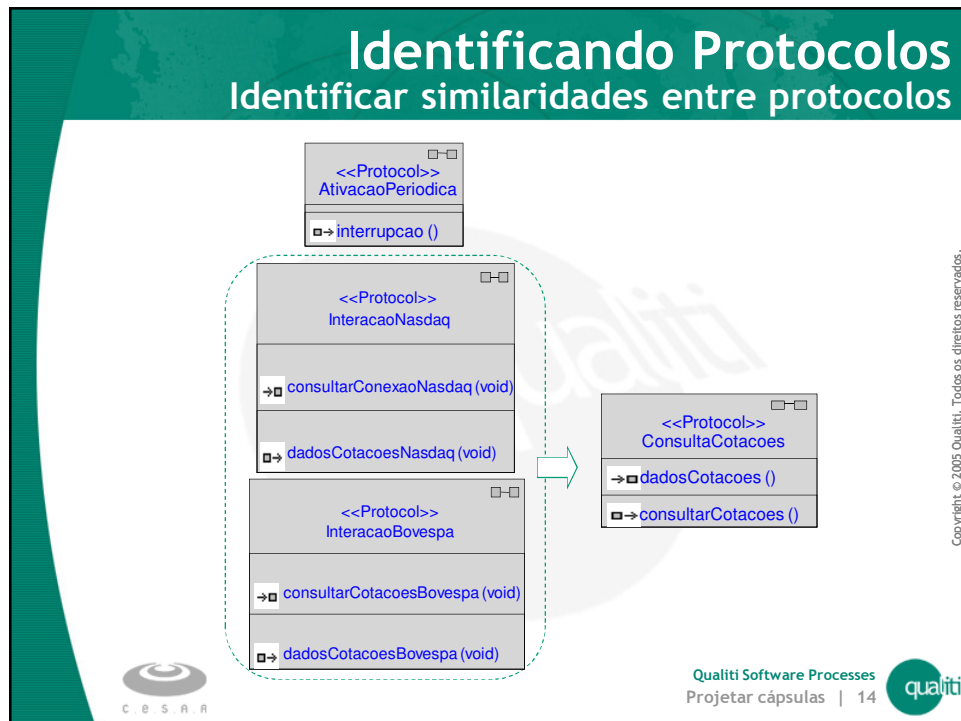 Identificando Protocolos
Identificar similaridades entre protocolos
<<Protocol>>
AtivacaoPeriodica
interrupcao ()
<<Protocol>>
InteracaoNasdaq
consultarConexaoNasdaq (void)
dadosCotacoesNasdaq (void)
<<Protocol>>
InteracaoBovespa
consultarCotacoesBovespa (void)
dadosCotacoesBovespa (void)
<<Protocol>>
ConsultaCotacoes
dadosCotacoes ()
consultarCotacoes ()
qualiti
Copyright © 2005 Qualiti. Todos os direitos reservados.
C.E.S.A.R
Qualiti Software Processes
Projetar cápsulas | 14
qualiti